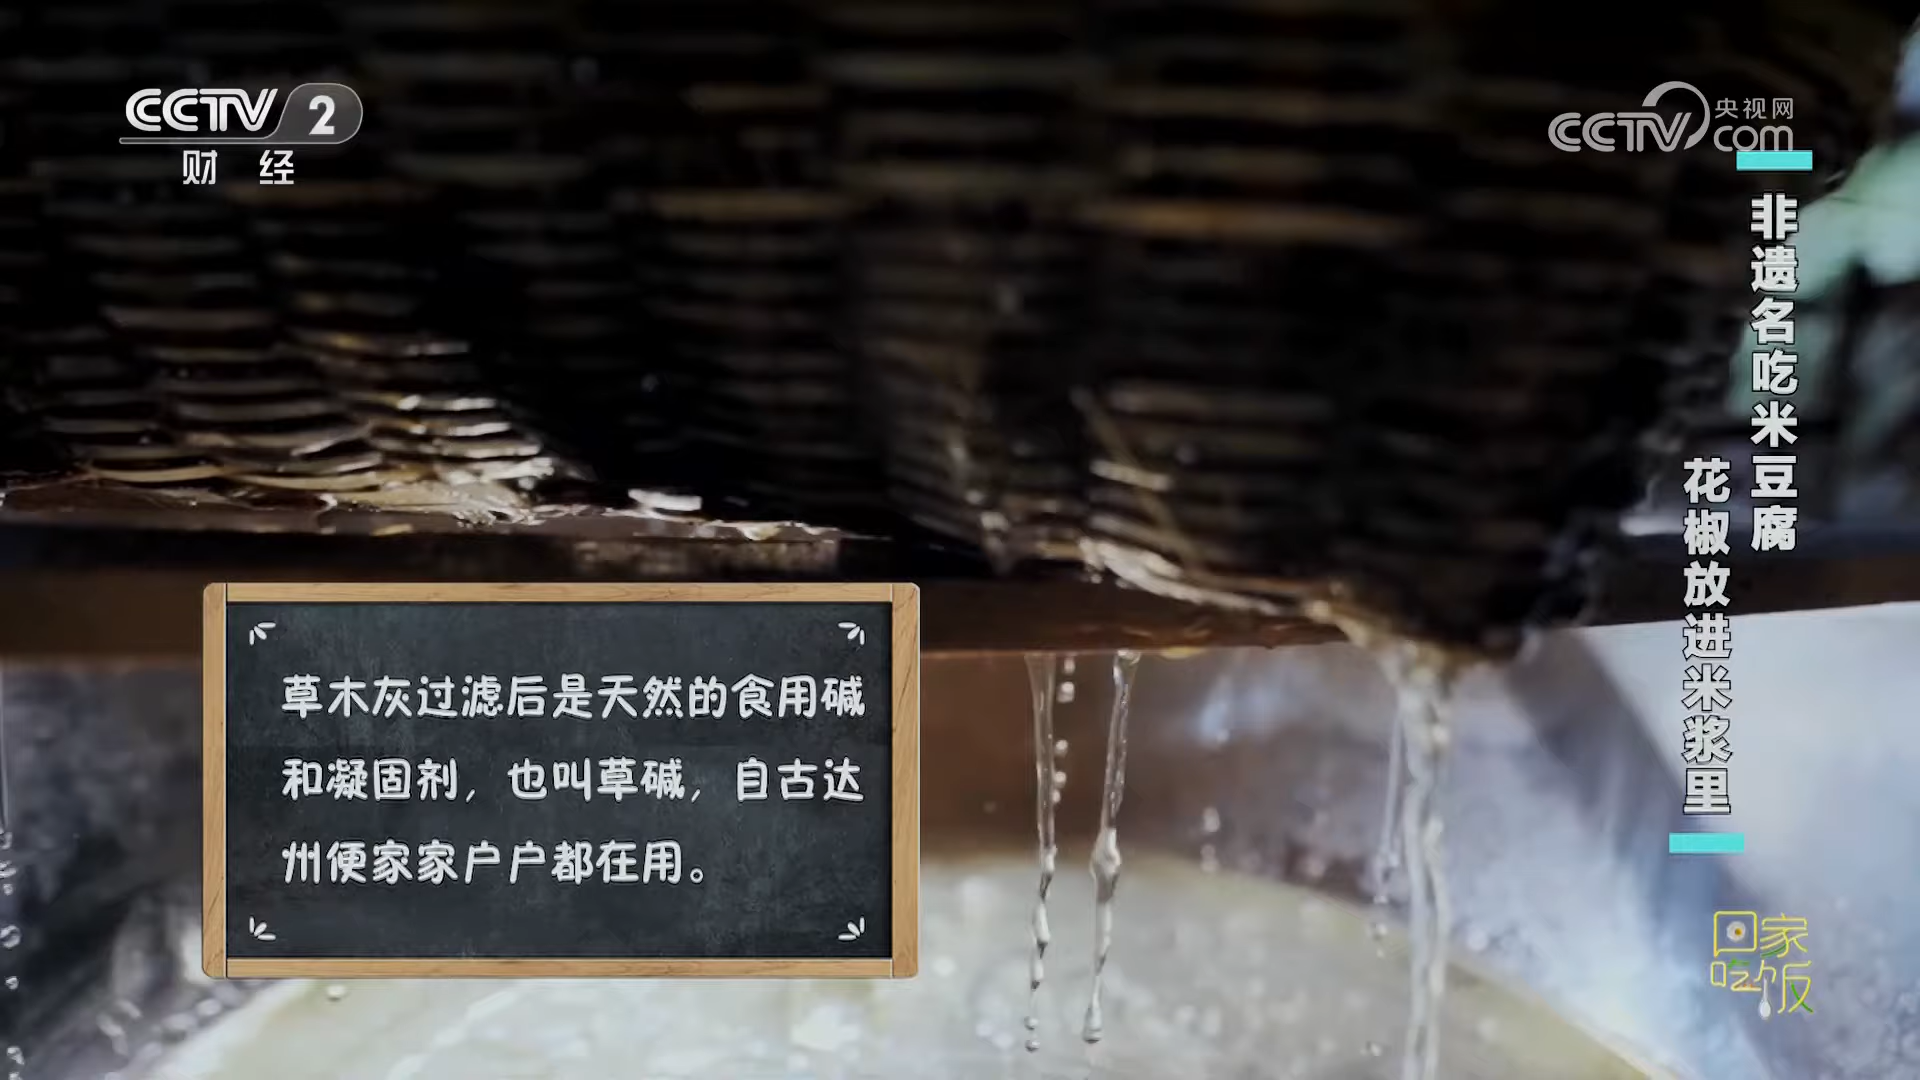 CCTV 2
财 经
央视网
CCTV com
非遗名吃米豆腐
花椒放进米浆里
草木灰过滤后是天然的食用碱
和凝固剂，也叫草碱，自古达
州便家家户户都在用。
回家
吃饭